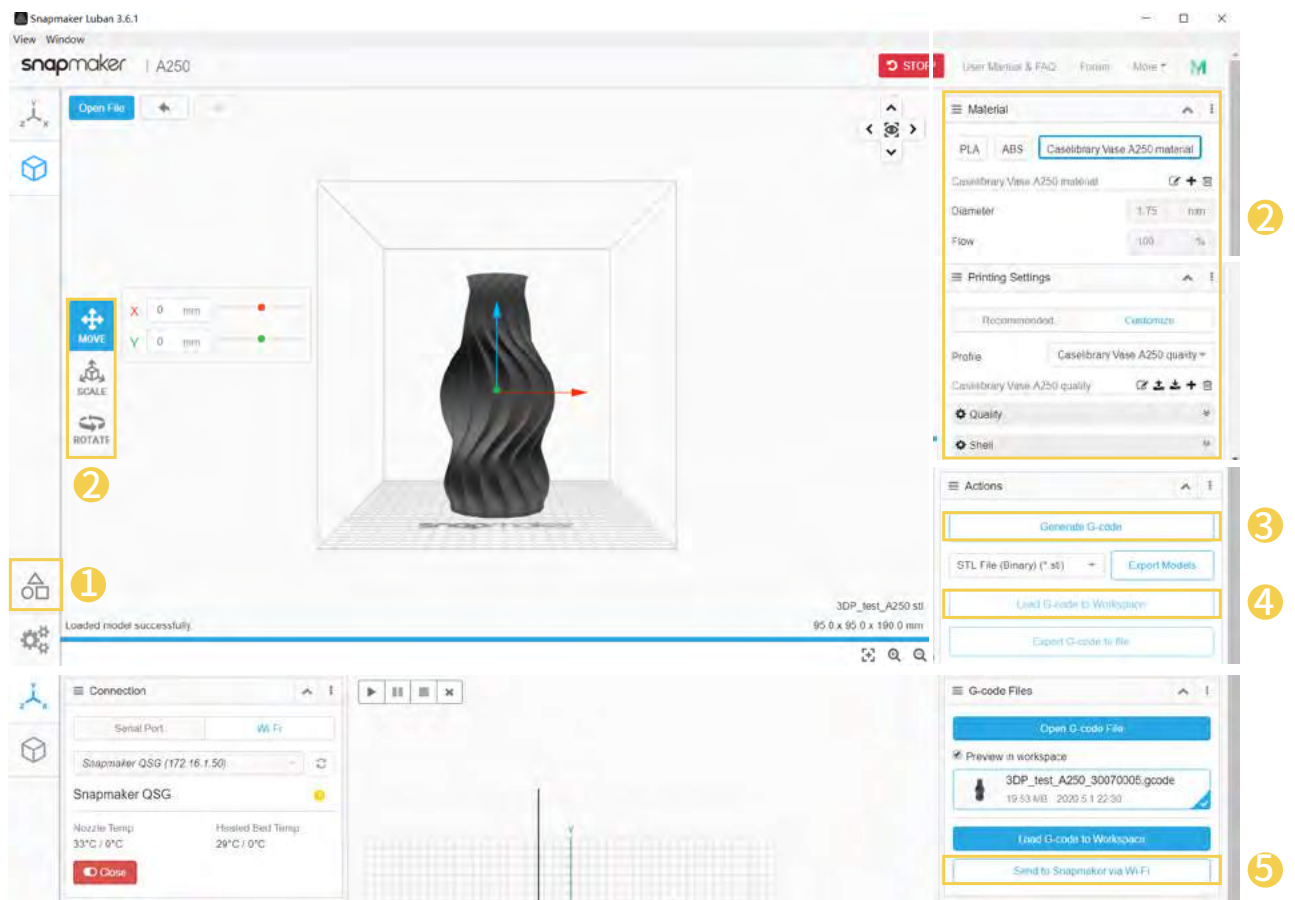 Snapmaker Luban 3.6.1
View Window
snapmaker | A250
STOP
User Manual & FAQ
Forum
More
Open File
MOVE
SCALE
ROTATE
X 0 mm
Y 0 mm
2
1
snapmaker
Loaded model successfully.
3DP_test_A250.stl
95.0 x 95.0 x 190.0 mm
Material
PLA
ABS
Caselibrary Vase A250 material
Caselibrary Vase A250 material
Diameter 1.75 mm
Flow 100 %
2
Printing Settings
Recommended
Customize
Profile Caselibrary Vase A250 quality
Caselibrary Vase A250 quality
Quality
Shell
Actions
Generate G-code
3
STL File (Binary) (*.stl)
Export Models
Load G-code to Workspace
4
Export G-code to file
Connection
Serial Port
Wi-Fi
Snapmaker QSG (172.16.1.50)
Snapmaker QSG
Nozzle Temp.
Heated Bed Temp.
33°C / 0°C
29°C / 0°C
Close
Y
G-code Files
Open G-code File
Preview in workspace
3DP_test_A250_30070005.gcode
19.53 MB 2020.5.1 22:30
Load G-code to Workspace
Send to Snapmaker via Wi-Fi
5